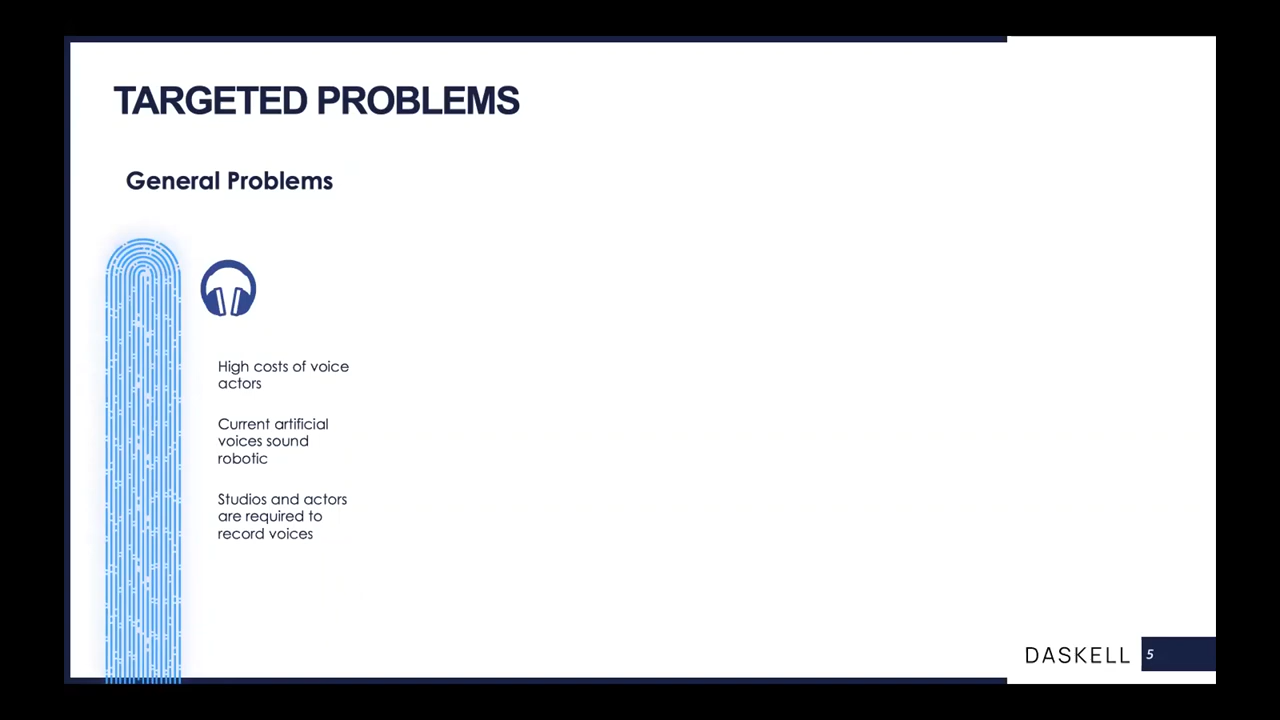 TARGETED PROBLEMS
General Problems
High costs of voice
actors
Current artificial
voices sound
robotic
Studios and actors
are required to
record voices
DASKELL 5